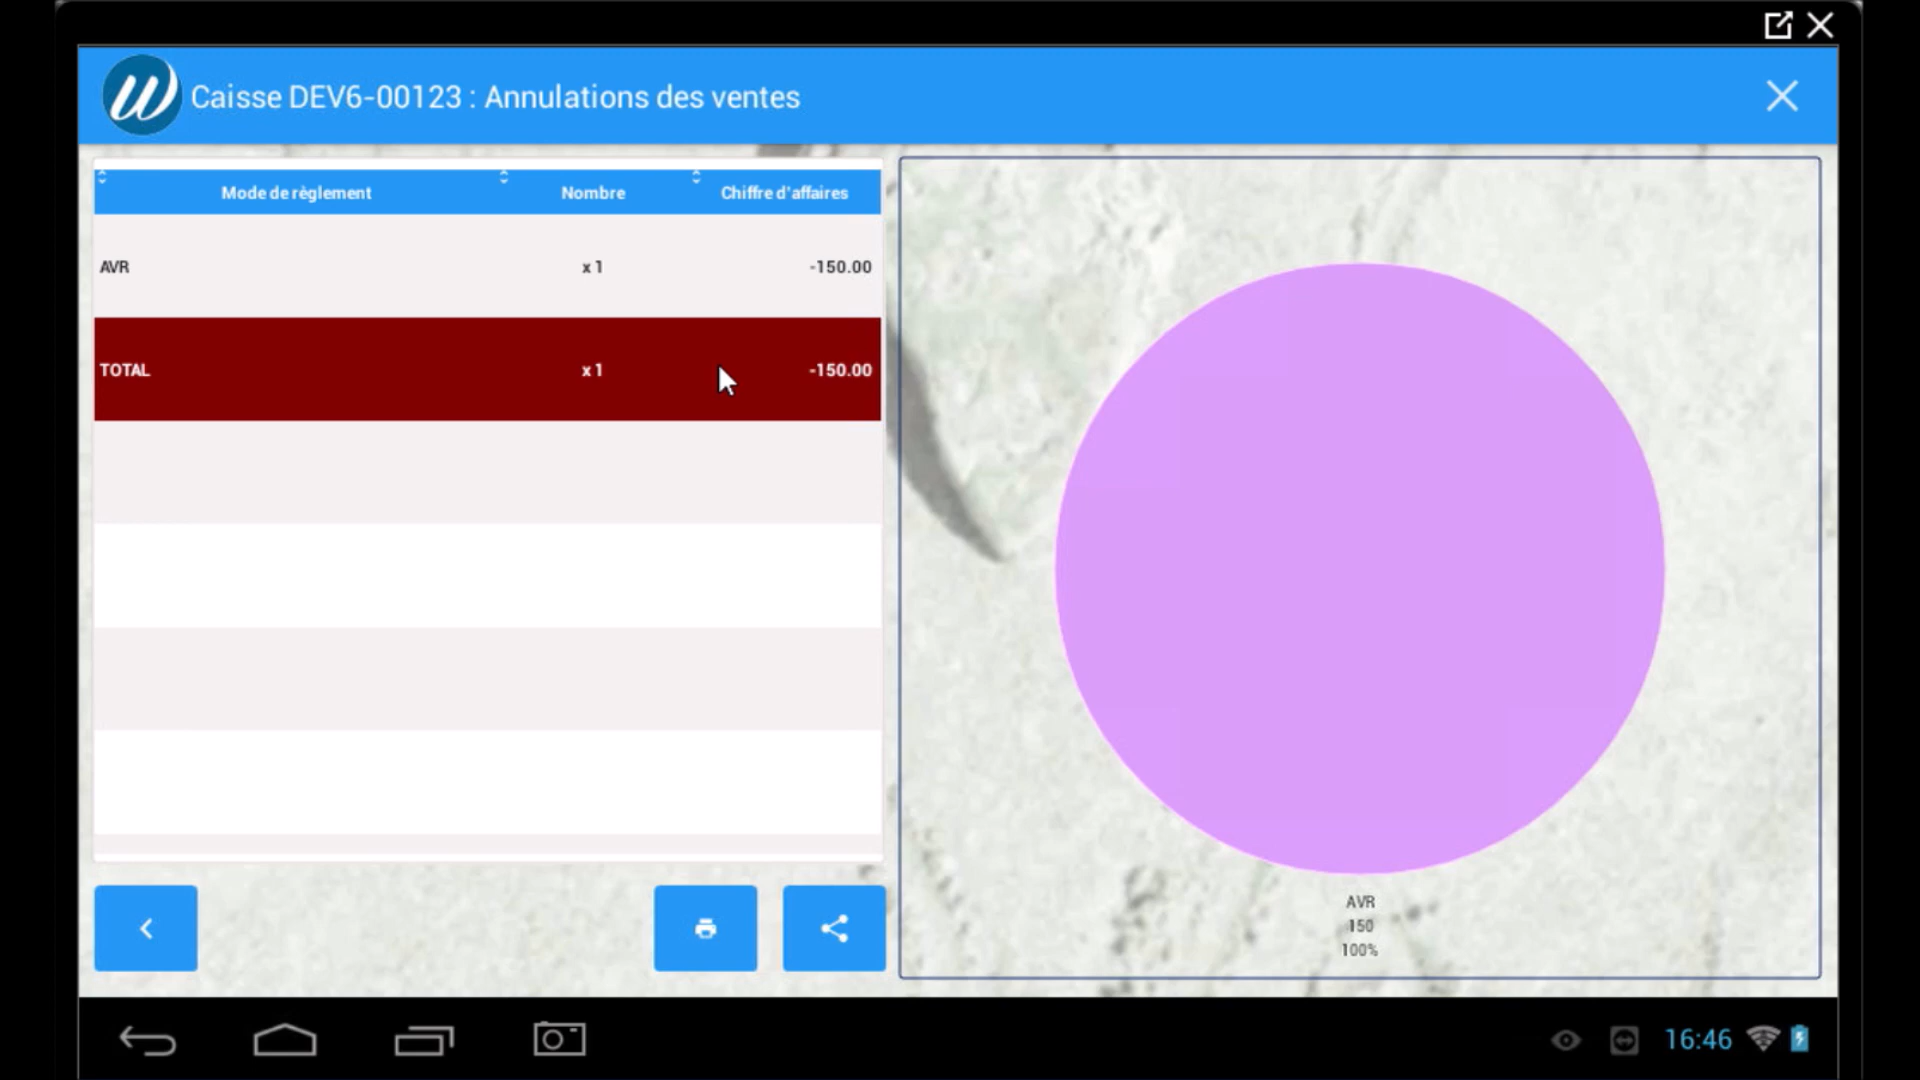 Caisse DEV6-00123 : Annulations des ventes
Mode de règlement Nombre Chiffre d'affaires
AVR x 1 -150.00
TOTAL x 1 -150.00
AVR
150
100%
16:46